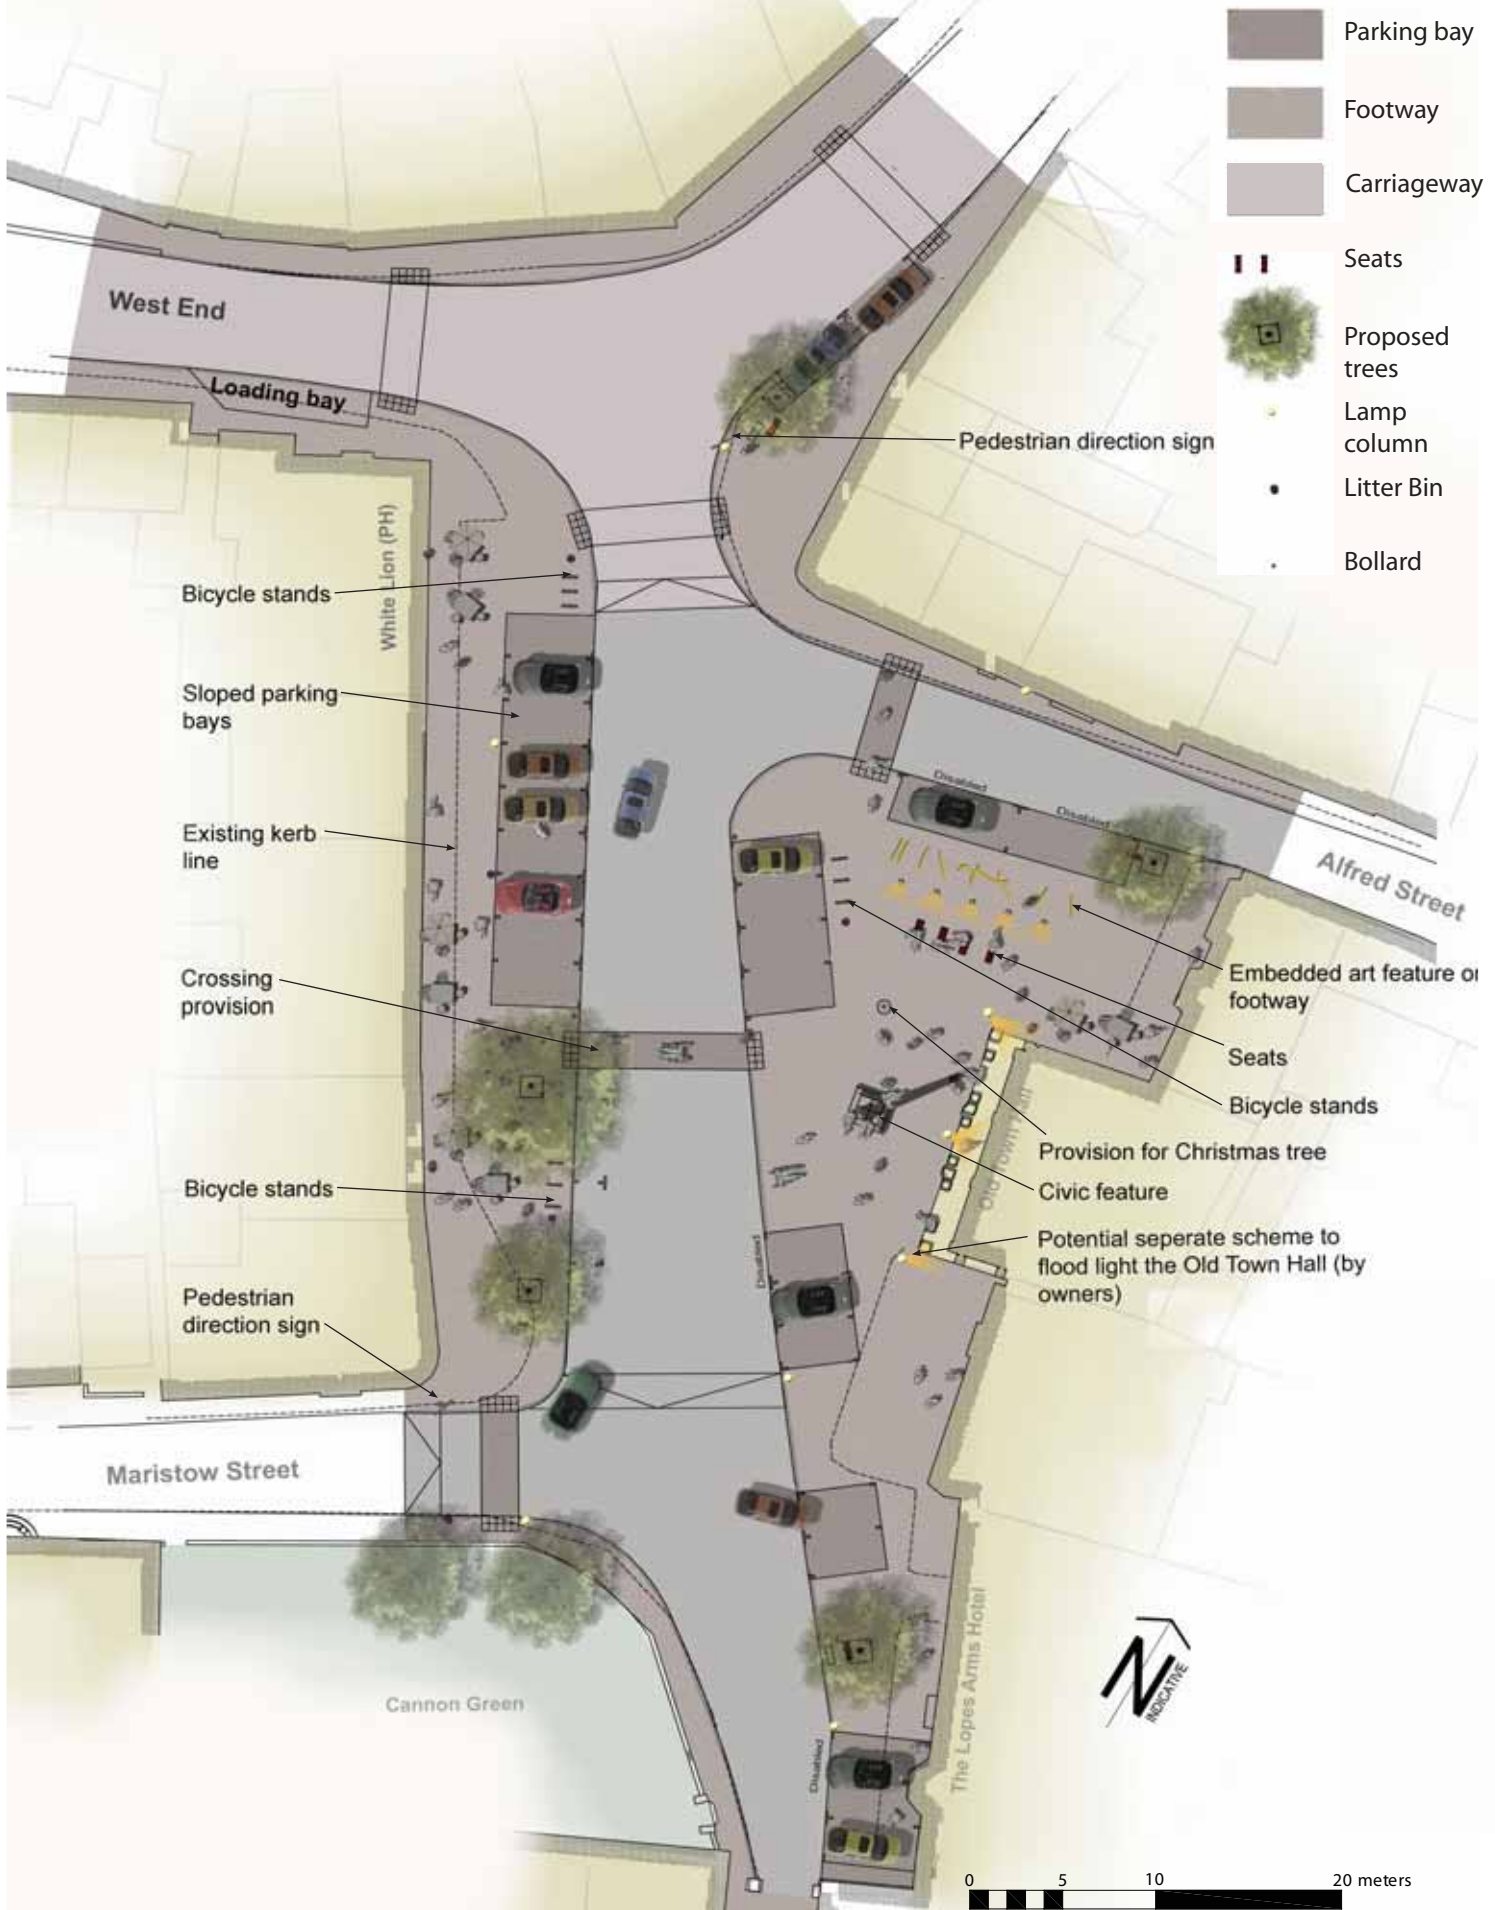 Parking bay
Footway
Carriageway
Seats
Proposed
trees
Lamp
column
Litter Bin
Bollard
West End
Loading bay
Pedestrian direction sign
White Lion (PH)
Bicycle stands
Sloped parking
bays
Existing kerb
line
Disabled
Disabled
Alfred Street
Crossing
provision
Embedded art feature or
footway
Seats
Bicycle stands
Provision for Christmas tree
Civic feature
Old Town Hall
Potential seperate scheme to
flood light the Old Town Hall (by
owners)
Bicycle stands
Disabled
Pedestrian
direction sign
Maristow Street
Cannon Green
The Lopes Arms Hotel
Disabled
N
INDICATIVE
0 5 10 20 meters